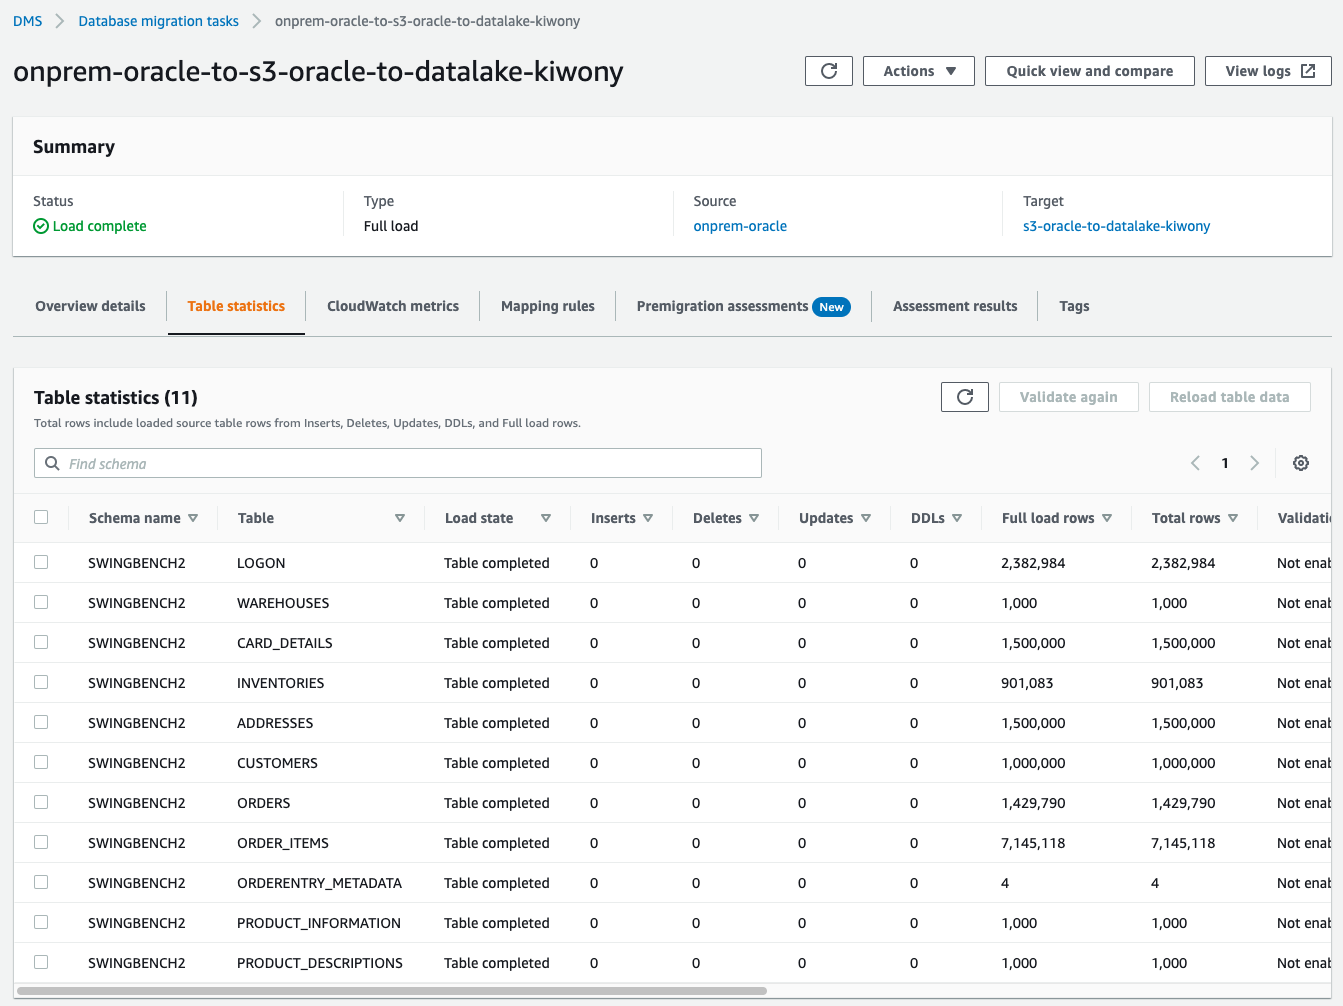 DMS > Database migration tasks > onprem-oracle-to-s3-oracle-to-datalake-kiwony
onprem-oracle-to-s3-oracle-to-datalake-kiwony
Actions
Quick view and compare
View logs
Summary
Status Type Source Target
Load complete Full load onprem-oracle s3-oracle-to-datalake-kiwony
Overview details Table statistics CloudWatch metrics Mapping rules Premigration assessments New Assessment results Tags
Table statistics (11)
Validate again
Reload table data
Total rows include loaded source table rows from Inserts, Deletes, Updates, DDLs, and Full load rows.
Find schema
1
Schema name Table Load state Inserts Deletes Updates DDLs Full load rows Total rows Validati
SWINGBENCH2 LOGON Table completed 0 0 0 0 2,382,984 2,382,984 Not enab
SWINGBENCH2 WAREHOUSES Table completed 0 0 0 0 1,000 1,000 Not enab
SWINGBENCH2 CARD_DETAILS Table completed 0 0 0 0 1,500,000 1,500,000 Not enab
SWINGBENCH2 INVENTORIES Table completed 0 0 0 0 901,083 901,083 Not enab
SWINGBENCH2 ADDRESSES Table completed 0 0 0 0 1,500,000 1,500,000 Not enab
SWINGBENCH2 CUSTOMERS Table completed 0 0 0 0 1,000,000 1,000,000 Not enab
SWINGBENCH2 ORDERS Table completed 0 0 0 0 1,429,790 1,429,790 Not enab
SWINGBENCH2 ORDER_ITEMS Table completed 0 0 0 0 7,145,118 7,145,118 Not enab
SWINGBENCH2 ORDERENTRY_METADATA Table completed 0 0 0 0 4 4 Not enab
SWINGBENCH2 PRODUCT_INFORMATION Table completed 0 0 0 0 1,000 1,000 Not enab
SWINGBENCH2 PRODUCT_DESCRIPTIONS Table completed 0 0 0 0 1,000 1,000 Not enab